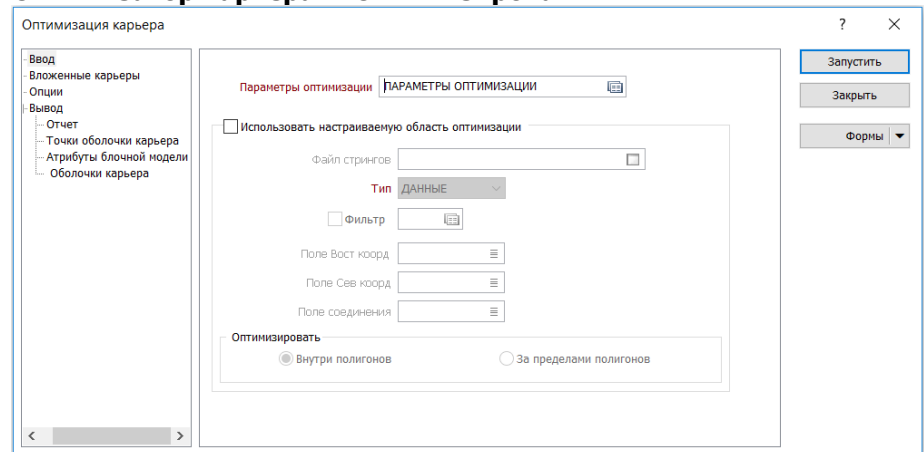 Оптимизация карьера
?
Ввод
Вложенные карьеры
Опции
Вывод
Отчет
Точки оболочки карьера
Атрибуты блочной модели
Оболочки карьера
Параметры оптимизации ПАРАМЕТРЫ ОПТИМИЗАЦИИ
Использовать настраиваемую область оптимизации
Файл стрингов
Тип ДАННЫЕ
Фильтр
Поле Вост коорд
Поле Сев коорд
Поле соединения
Оптимизировать
Внутри полигонов За пределами полигонов
Запустить
Закрыть
Формы